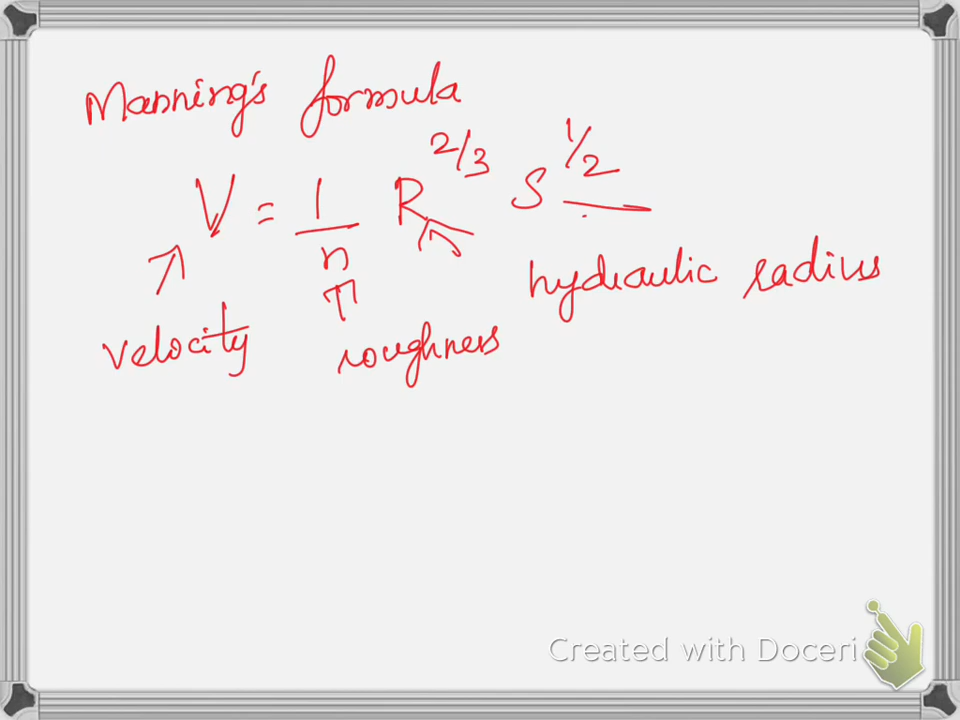 Manning's formula
V = 1/n R^2/3 S^1/2
velocity roughness hydraulic radius
Created with Doceri